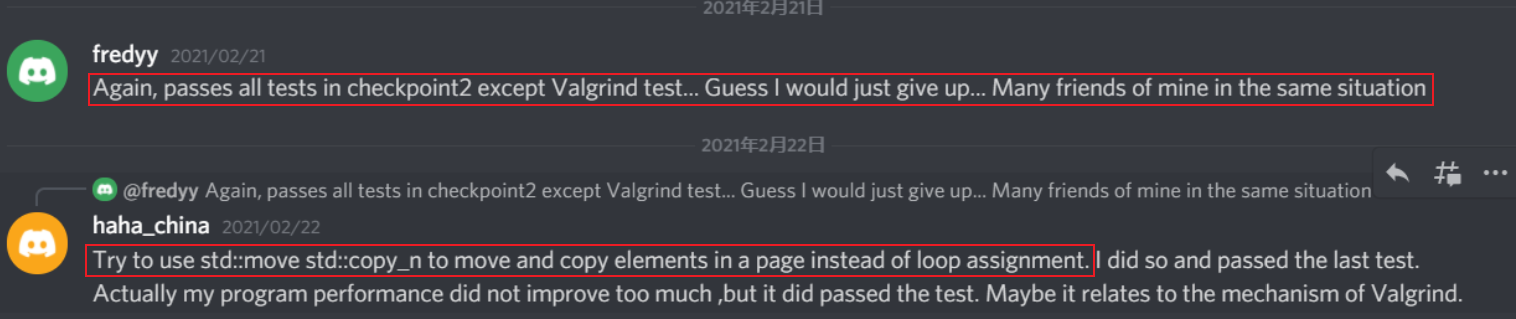 2021年2月21日
fredyy 2021/02/21
Again, passes all tests in checkpoint2 except Valgrind test... Guess I would just give up... Many friends of mine in the same situation
2021年2月22日
@fredyy Again, passes all tests in checkpoint2 except Valgrind test... Guess I would just give up... Many friends of mine in the same situation
haha_china 2021/02/22
Try to use std::move std::copy_n to move and copy elements in a page instead of loop assignment. I did so and passed the last test.
Actually my program performance did not improve too much ,but it did passed the test. Maybe it relates to the mechanism of Valgrind.